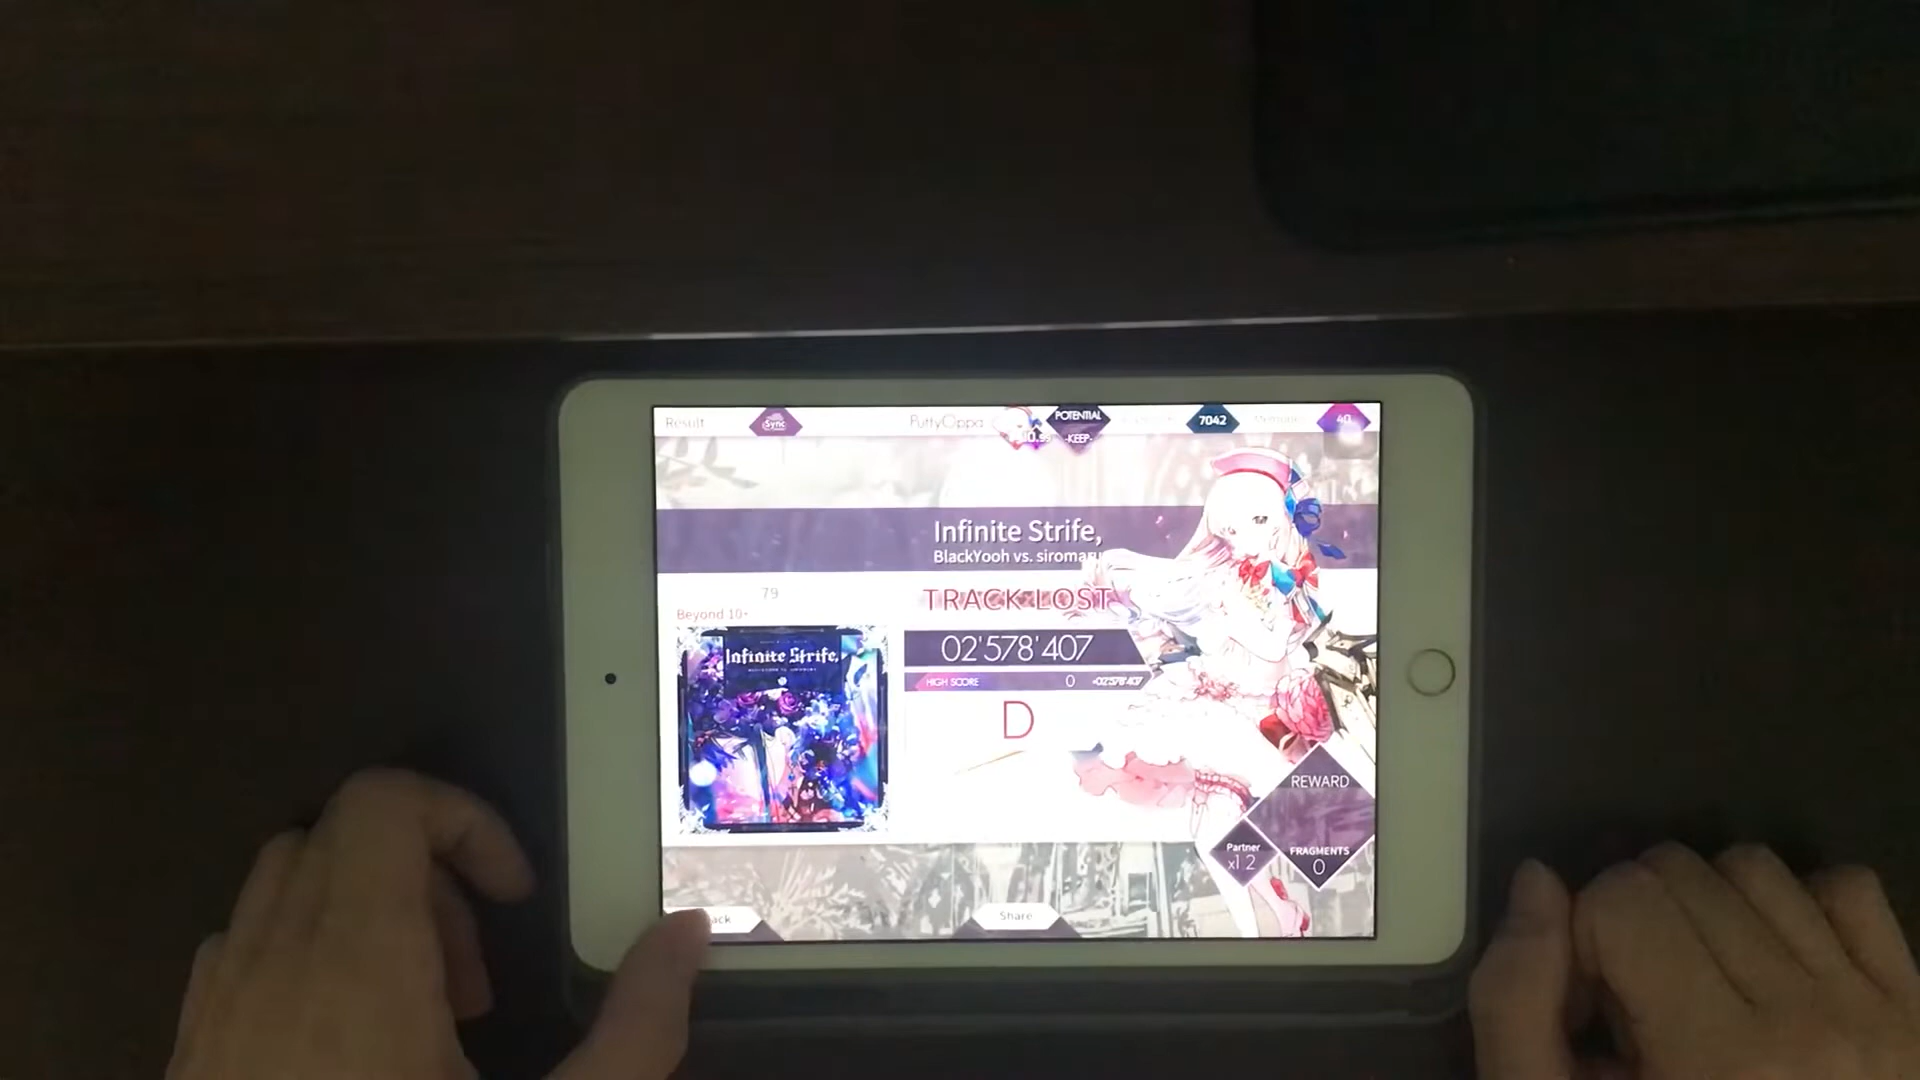 Result
Sync
PuttyOppa
POTENTIAL
-KEEP-
7042
40
Infinite Strife,
BlackYooh vs. siromaru
79
Beyond 10+
TRACK LOST
Infinite Strife,
02'578'407
HIGH SCORE 0 +02'578'407
D
REWARD
Partner
x1.2
FRAGMENTS
0
Share